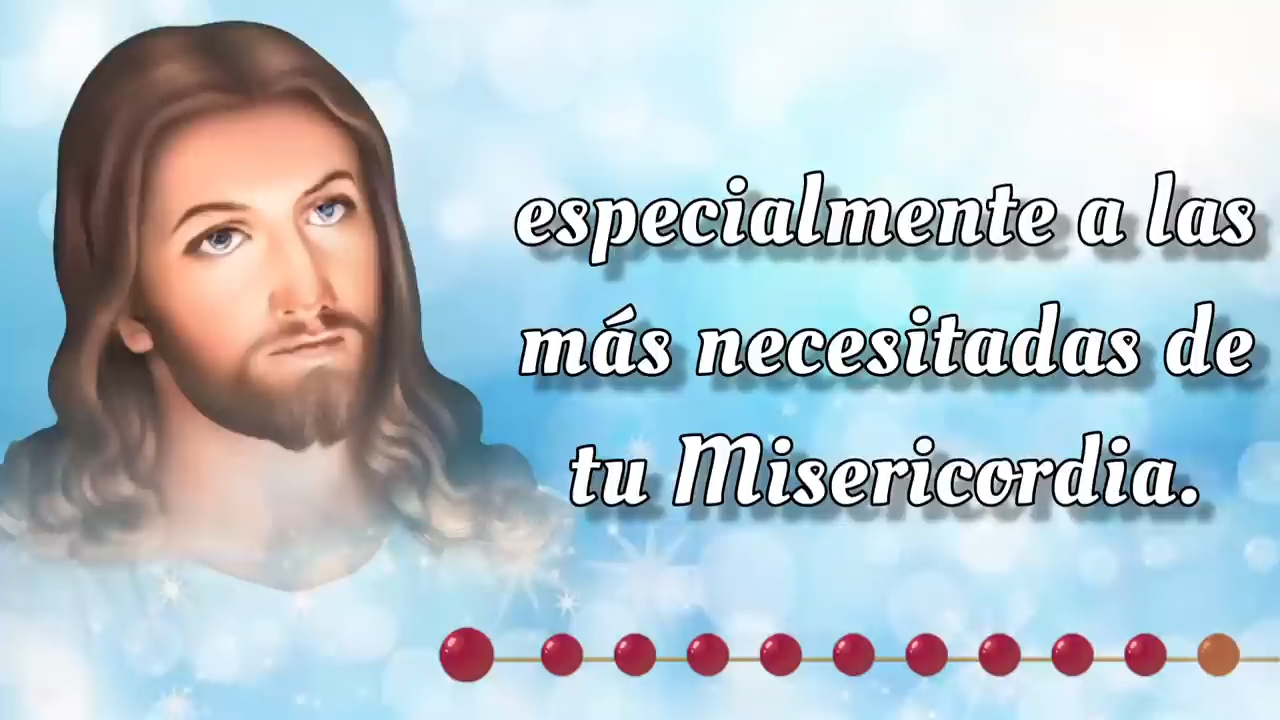 especialmente a las
más necesitadas de
tu Misericordia.